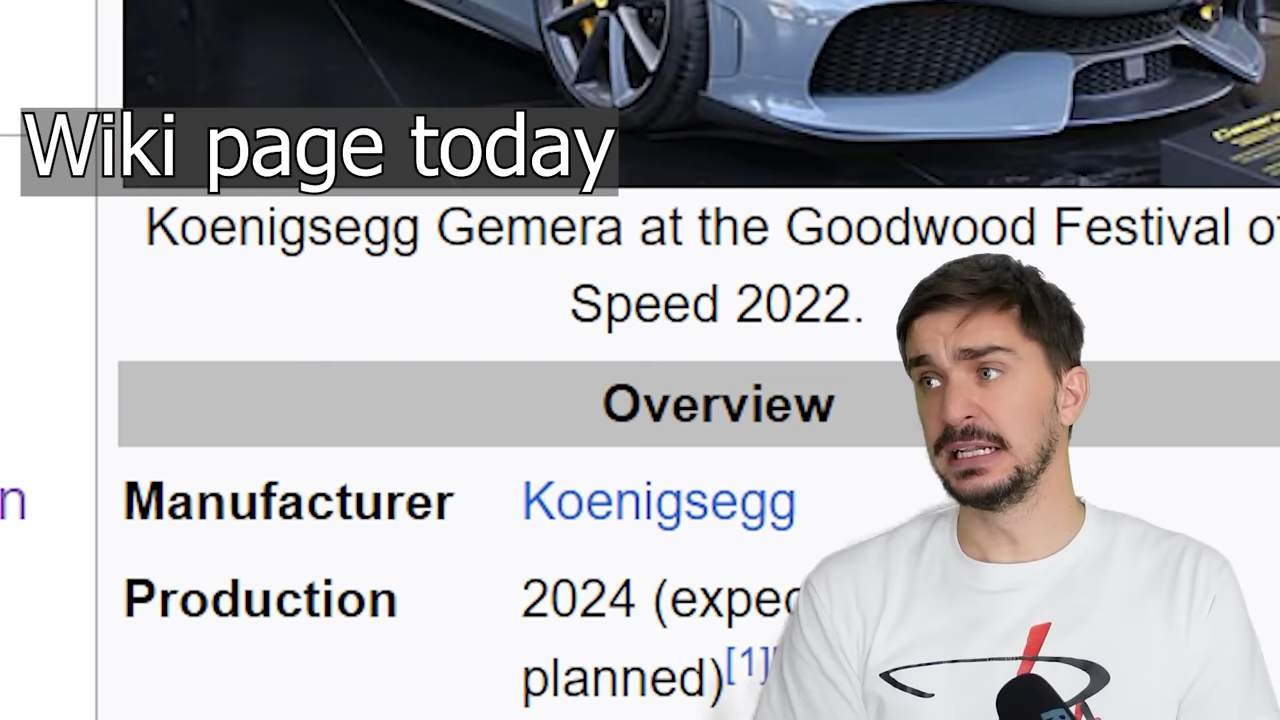 Wiki page today
Koenigsegg Gemera at the Goodwood Festival
Speed 2022.
Overview
Manufacturer Koenigsegg
Production 2024 (expec
planned)[1]